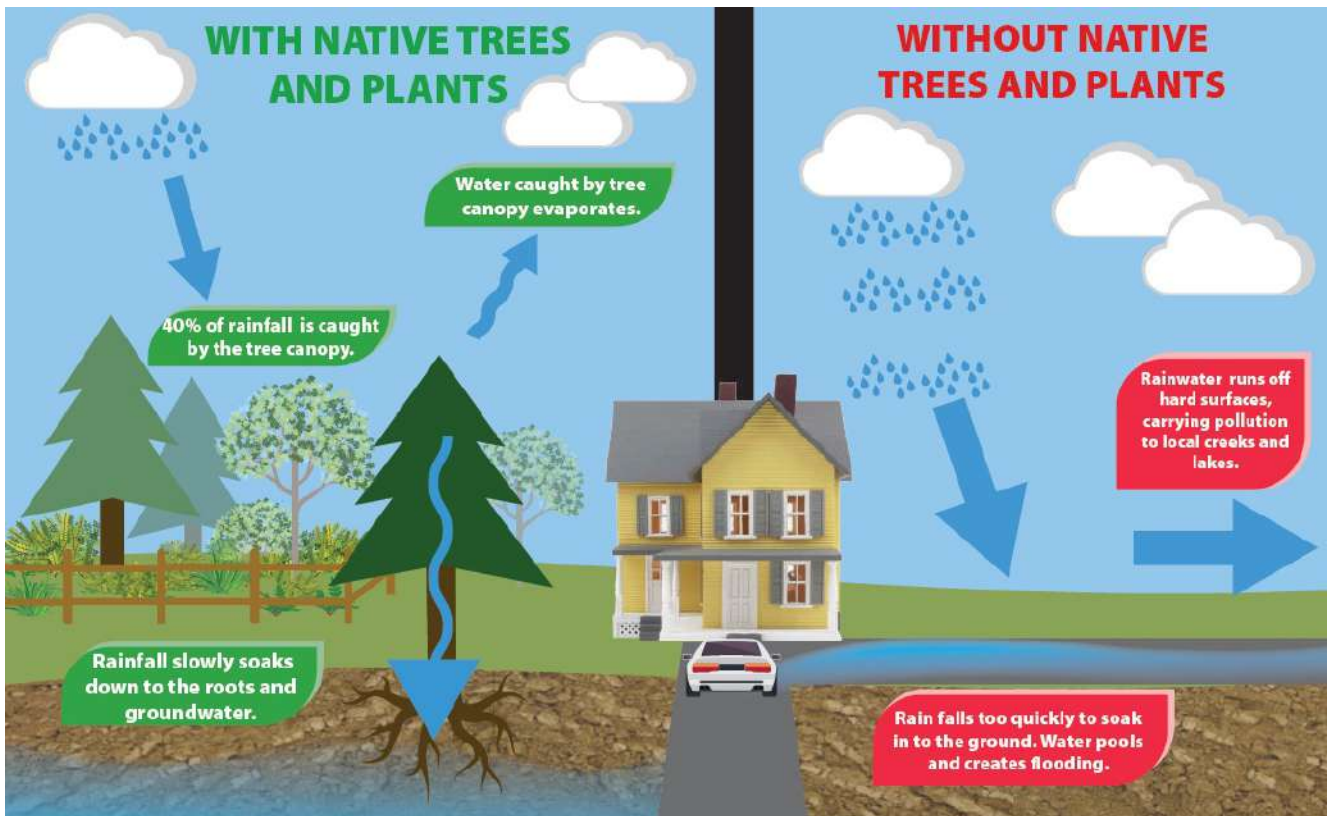 WITH NATIVE TREES
AND PLANTS
Water caught by tree
canopy evaporates.
40% of rainfall is caught
by the tree canopy.
Rainfall slowly soaks
down to the roots and
groundwater.
WITHOUT NATIVE
TREES AND PLANTS
Rainwater runs off
hard surfaces,
carrying pollution
to local creeks and
lakes.
Rain falls too quickly to soak
in to the ground. Water pools
and creates flooding.